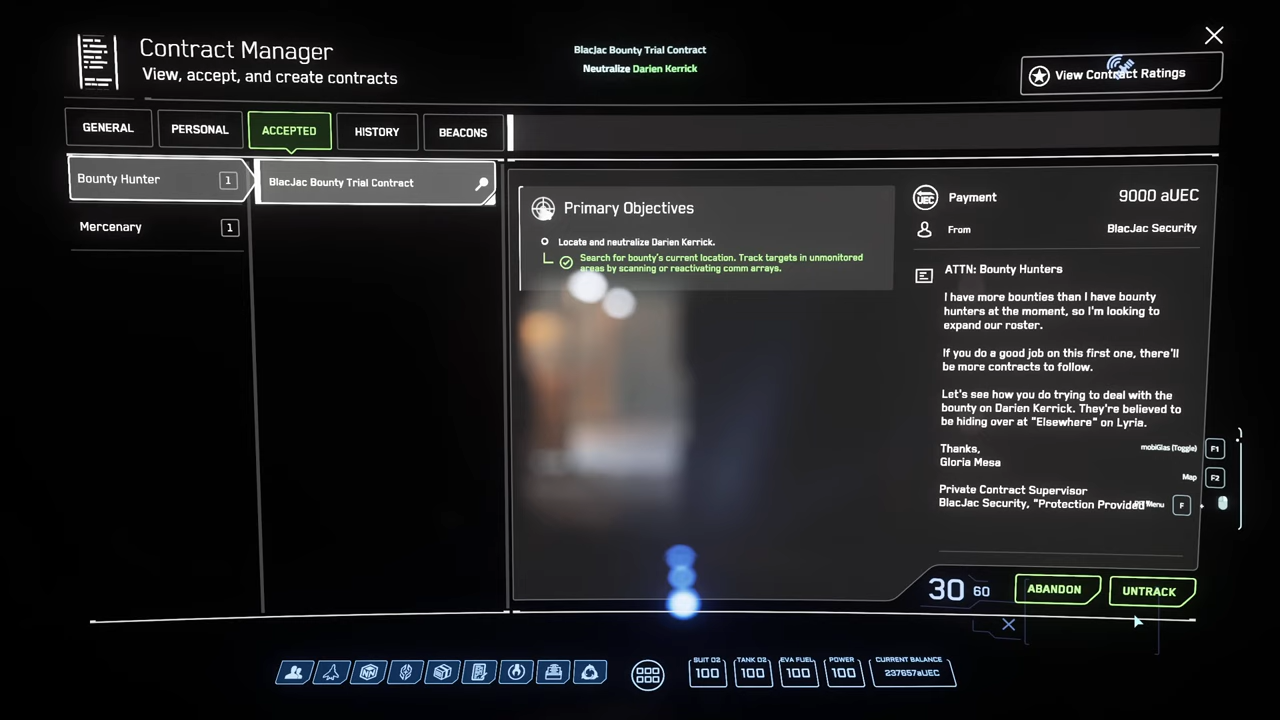 Contract Manager
View, accept, and create contracts
BlacJac Bounty Trial Contract
Neutralize Darien Kerrick
View Contract Ratings
GENERAL
PERSONAL
ACCEPTED
HISTORY
BEACONS
Bounty Hunter 1
Mercenary 1
BlacJac Bounty Trial Contract
Primary Objectives
Locate and neutralize Darien Kerrick.
Search for bounty's current location. Track targets in unmonitored
areas by scanning or reactivating comm arrays.
UEC Payment 9000 aUEC
From BlacJac Security
ATTN: Bounty Hunters
I have more bounties than I have bounty
hunters at the moment, so I'm looking to
expand our roster.
If you do a good job on this first one, there'll
be more contracts to follow.
Let's see how you do trying to deal with the
bounty on Darien Kerrick. They're believed to
be hiding over at "Elsewhere" on Lyria.
Thanks,
Gloria Mesa
Private Contract Supervisor
BlacJac Security, "Protection Provided
mobiGlas (Toggle) F1
Map F2
Menu F
30 60
ABANDON
UNTRACK
SUIT O2
100
TANK O2
100
EVA FUEL
100
POWER
100
CURRENT BALANCE
237657aUEC